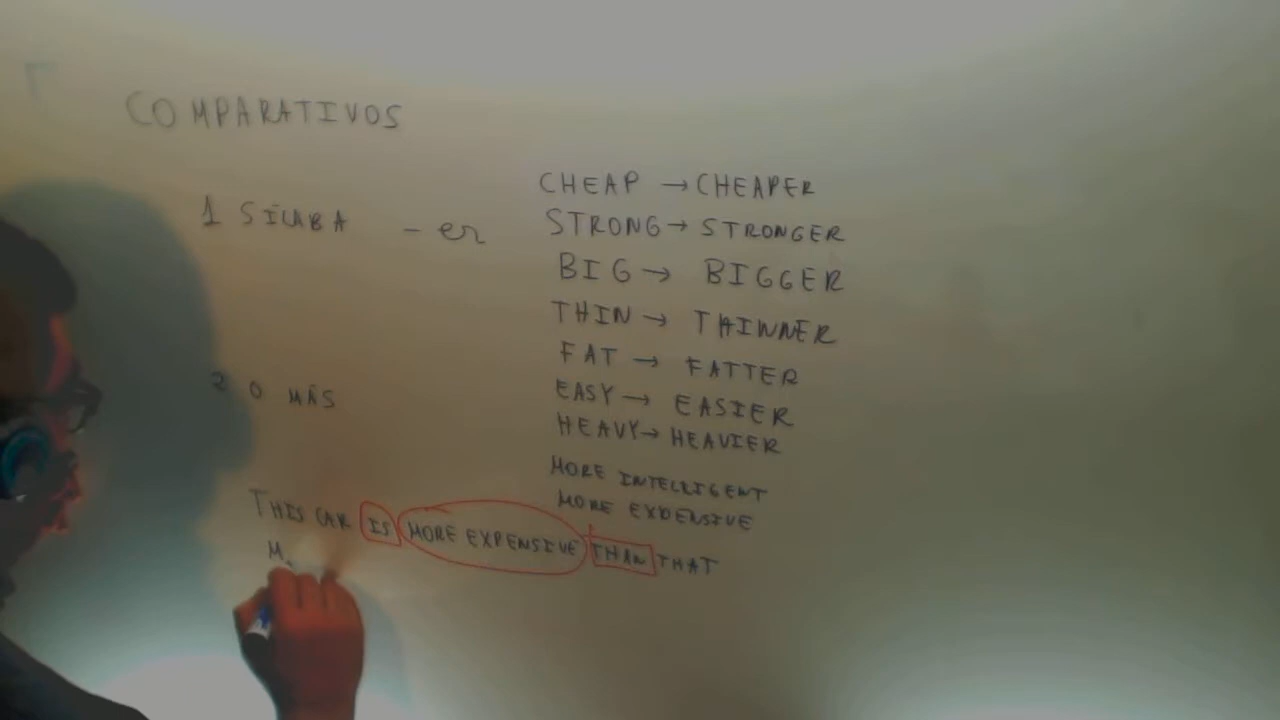 COMPARATIVOS
CHEAP → CHEAPER
1 SÍLABA - er
STRONG → STRONGER
BIG → BIGGER
THIN → THINNER
FAT → FATTER
2 O MÁS
EASY → EASIER
HEAVY → HEAVIER
MORE INTELLIGENT
MORE EXPENSIVE
THIS CAR IS MORE EXPENSIVE THAN THAT
M